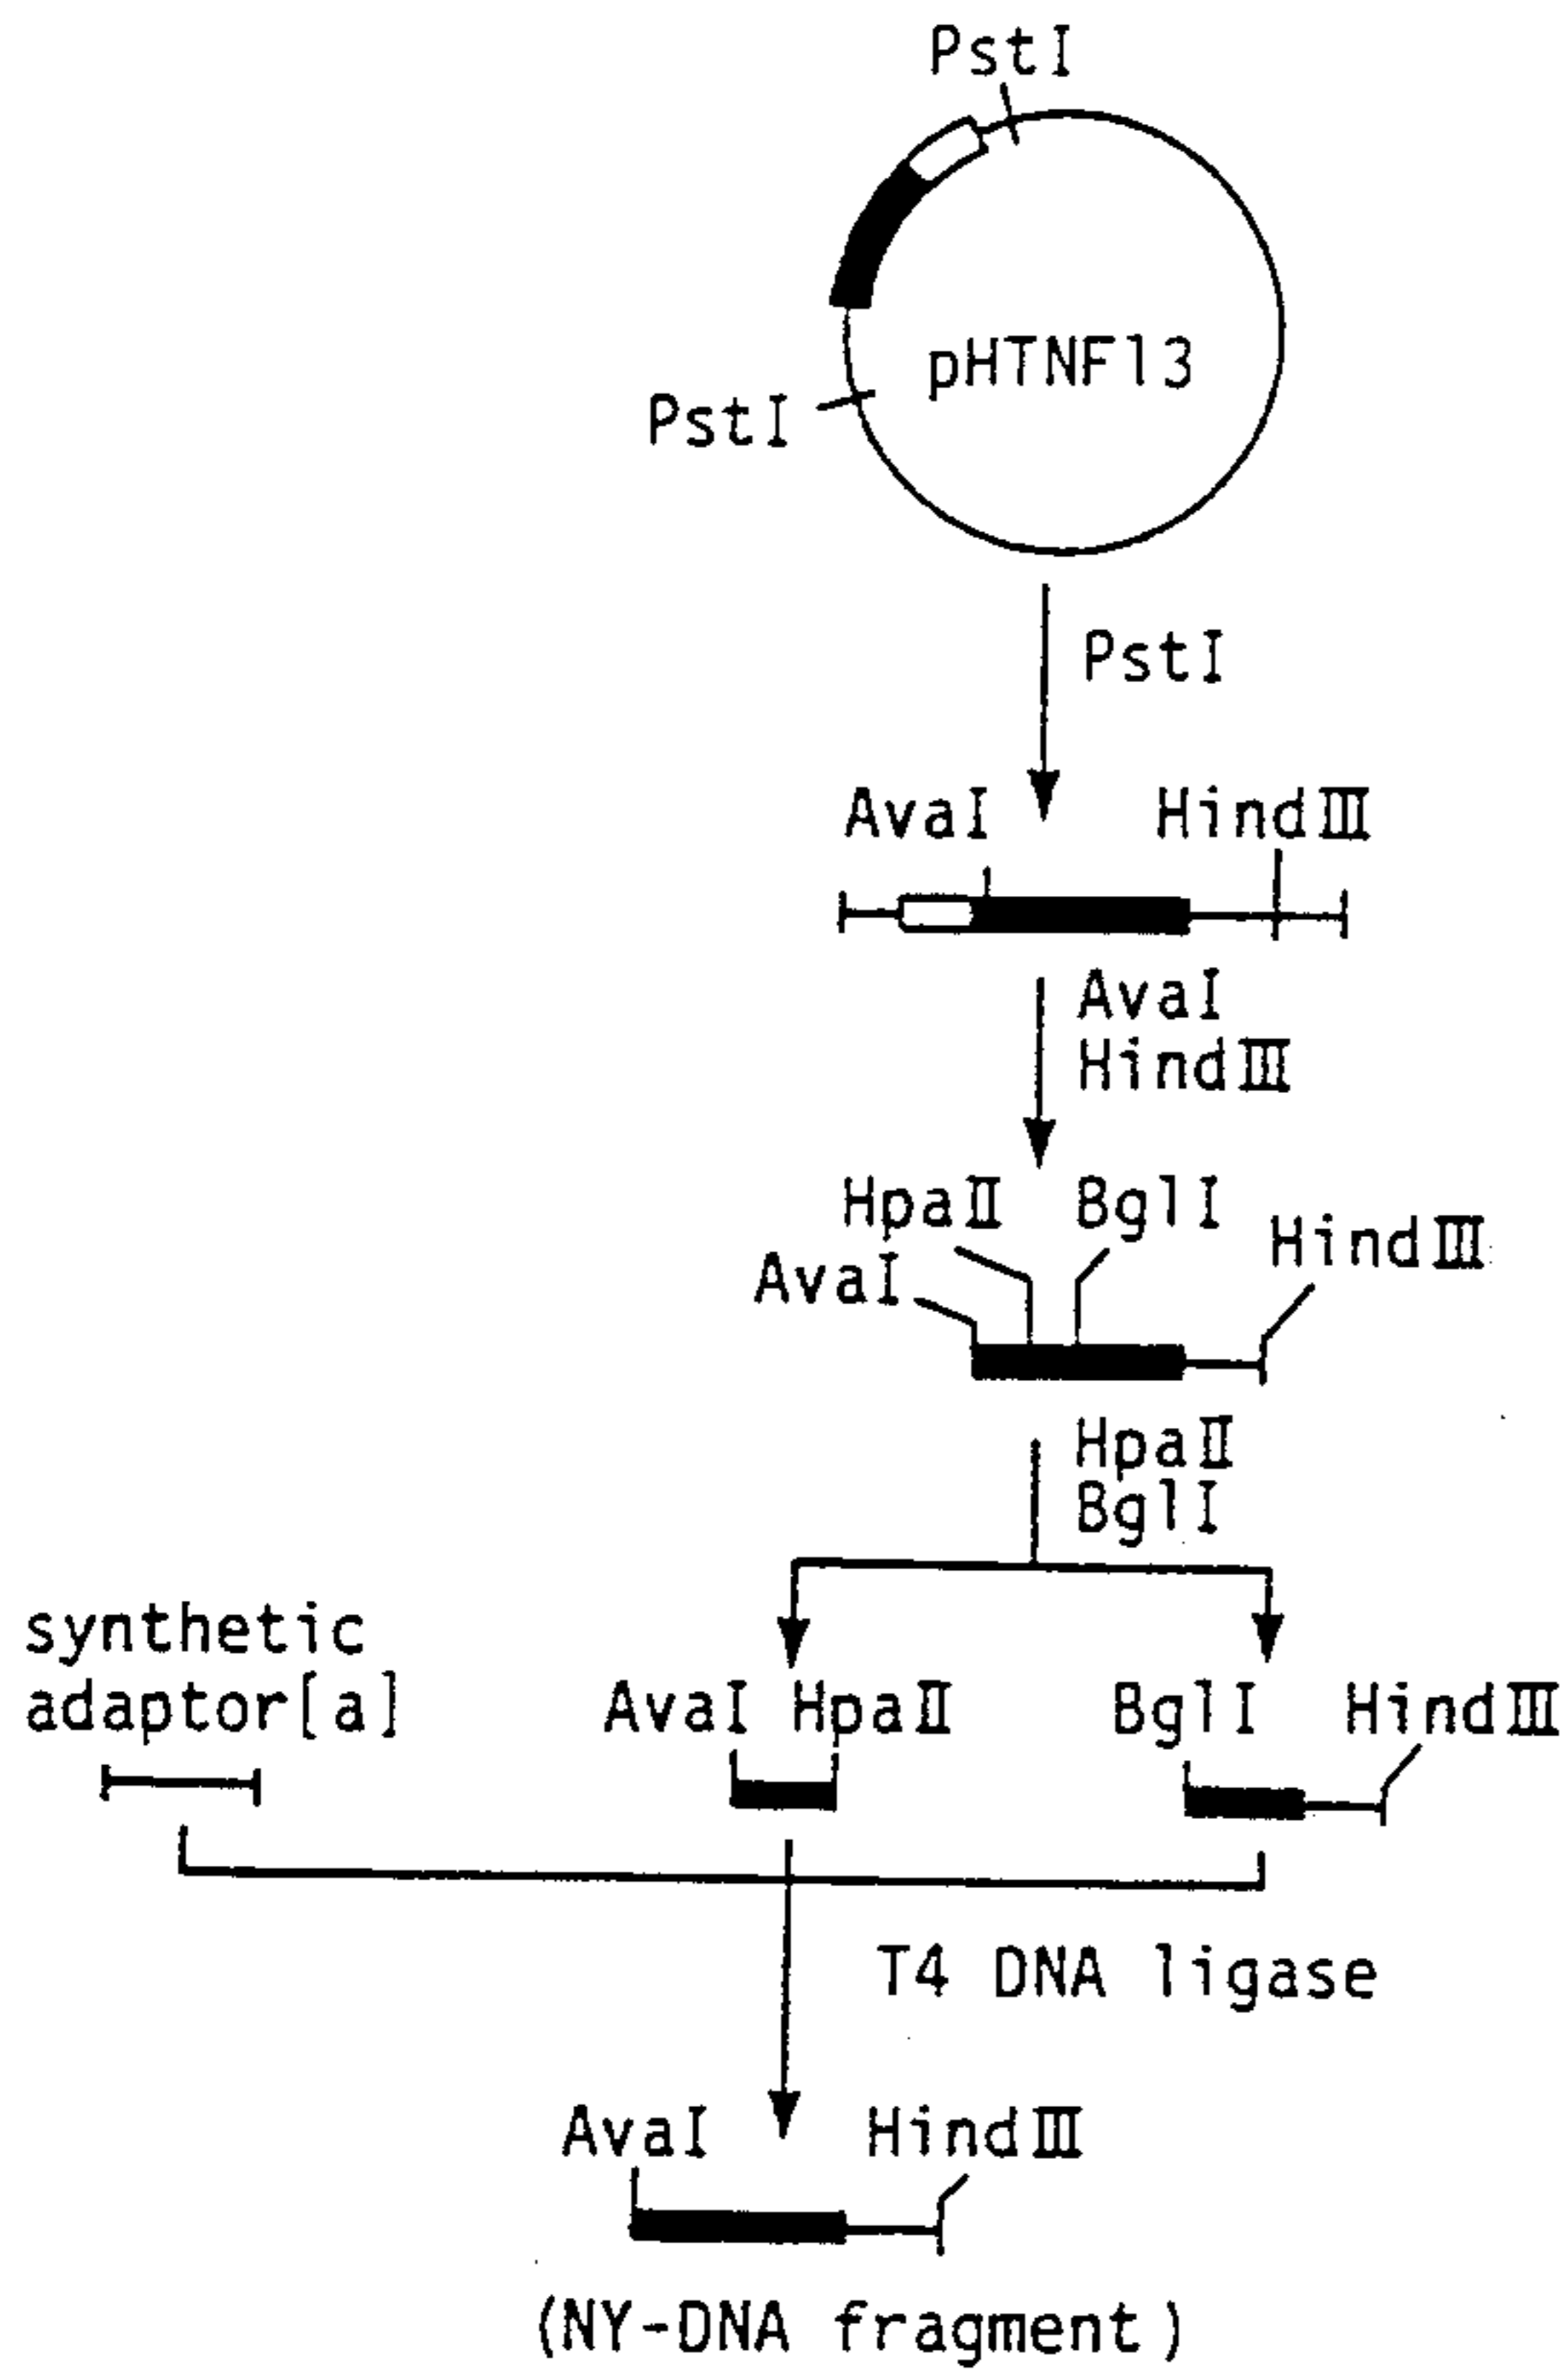 PstI
pHTNF13
PstI
PstI
AvaI HindⅢ
AvaI
HindⅢ
HpaⅡ BglI
HindⅢ
AvaI
HpaⅡ
BglI
synthetic
adaptor[a]
AvaI HpaⅡ
BglI HindⅢ
T4 DNA ligase
AvaI HindⅢ
(NY-DNA fragment)